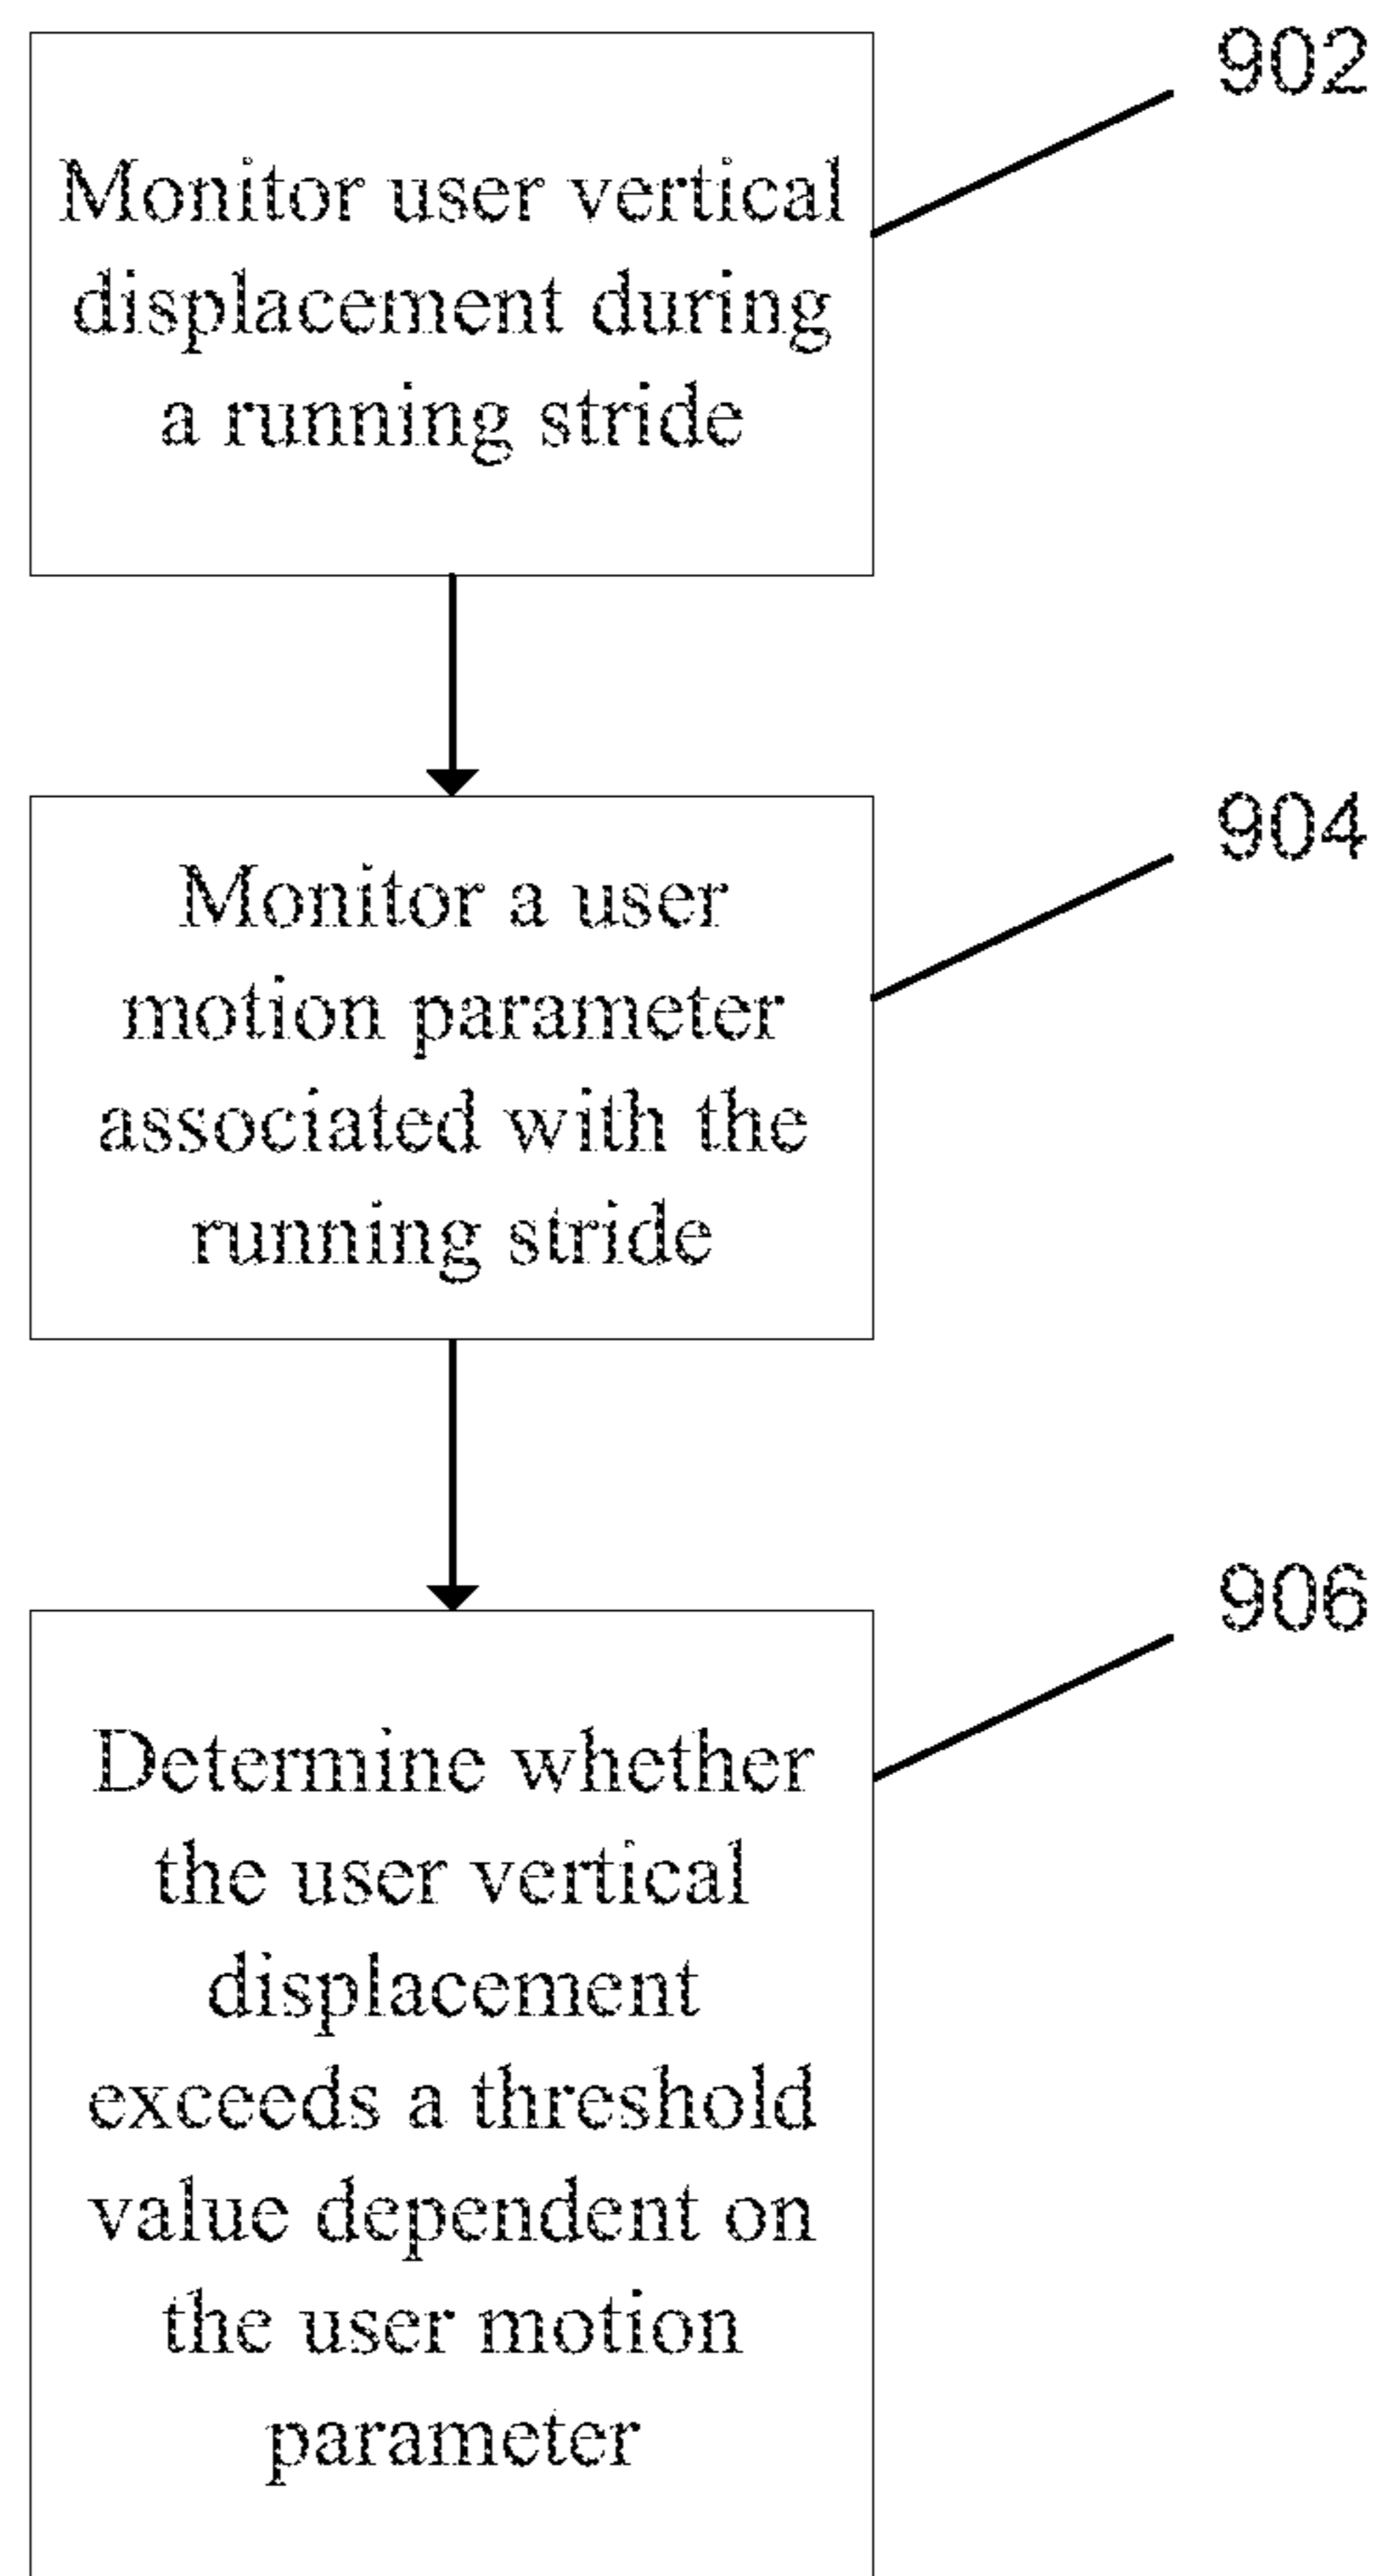 902
Monitor user vertical
displacement during
a running stride
904
Monitor a user
motion parameter
associated with the
running stride
906
Determine whether
the user vertical
displacement
exceeds a threshold
value dependent on
the user motion
parameter